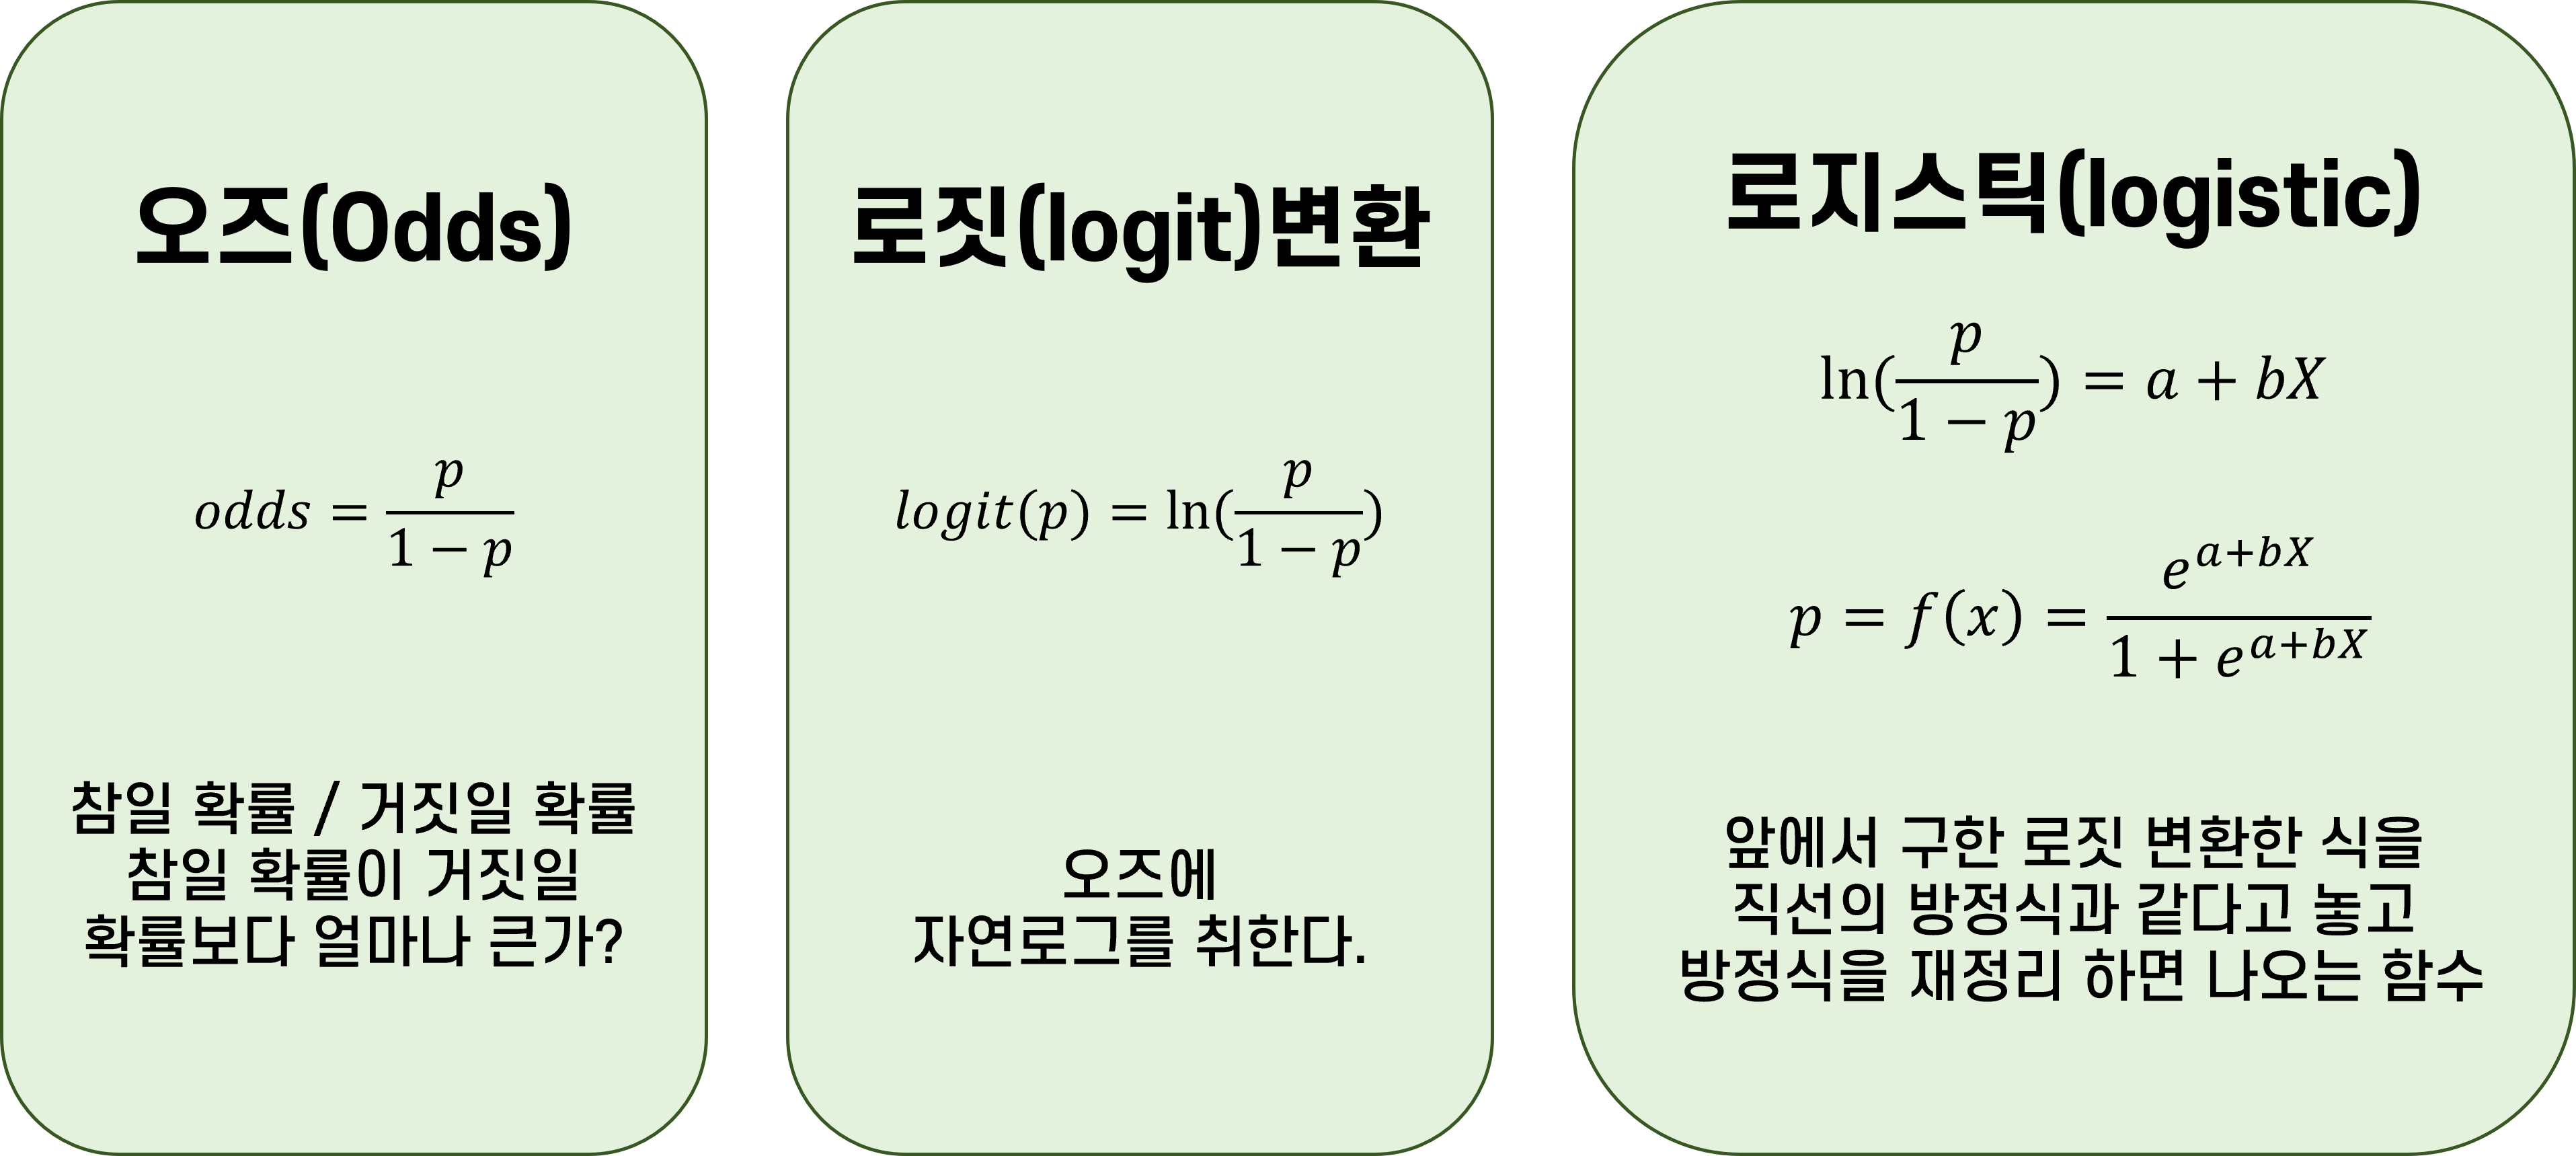 오즈(Odds)
odds = p / (1 − p)
참일 확률 / 거짓일 확률
참일 확률이 거짓일
확률보다 얼마나 큰가?
로짓(logit)변환
logit(p) = ln(p / (1 − p))
오즈에
자연로그를 취한다.
로지스틱(logistic)
ln(p / (1 − p)) = a + bX
p = f(x) = e^{a+bX} / (1 + e^{a+bX})
앞에서 구한 로짓 변환한 식을
직선의 방정식과 같다고 놓고
방정식을 재정리 하면 나오는 함수